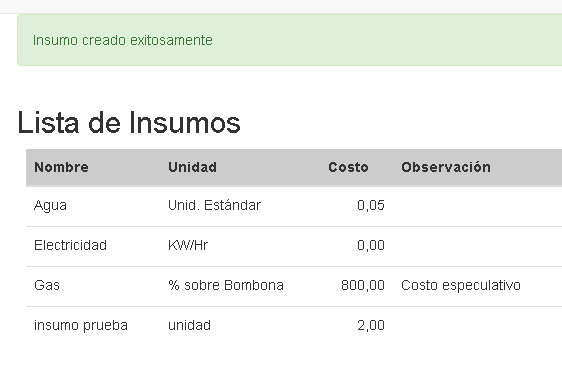 Insumo creado exitosamente
Lista de Insumos
Nombre Unidad Costo Observación
Agua Unid. Estándar 0,05
Electricidad KW/Hr 0,00
Gas % sobre Bombona 800,00 Costo especulativo
insumo prueba unidad 2,00